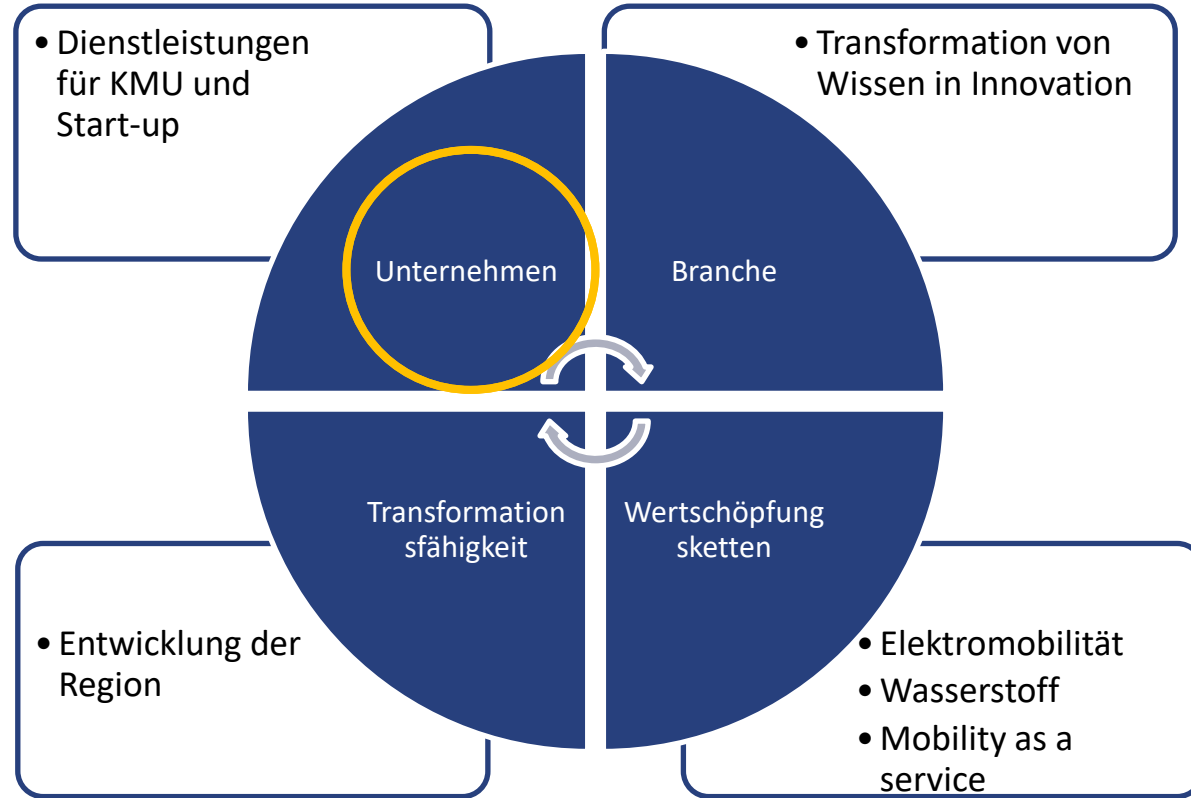 • Dienstleistungen
für KMU und
Start-up
• Transformation von
Wissen in Innovation
Unternehmen
Branche
Transformation
sfähigkeit
Wertschöpfung
sketten
• Entwicklung der
Region
• Elektromobilität
• Wasserstoff
• Mobility as a
service